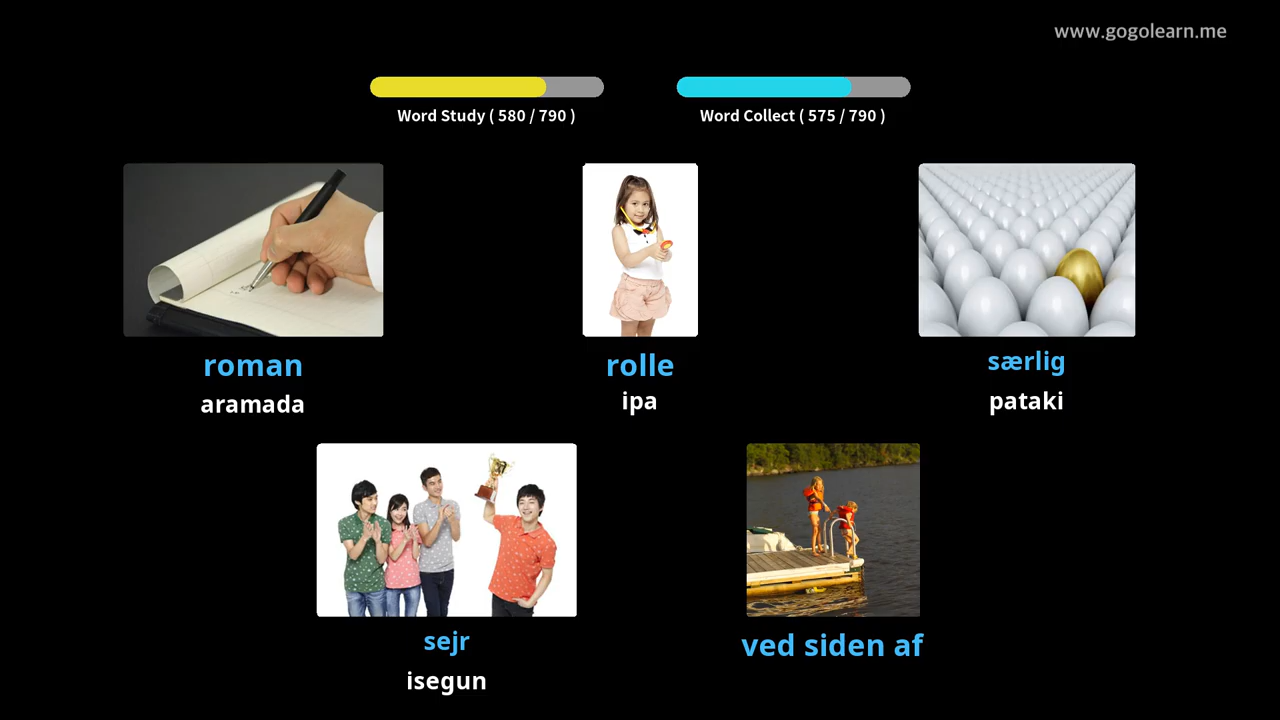 www.gogolearn.me
Word Study ( 580 / 790 )
Word Collect ( 575 / 790 )
roman
aramada
rolle
ipa
særlig
pataki
sejr
isegun
ved siden af